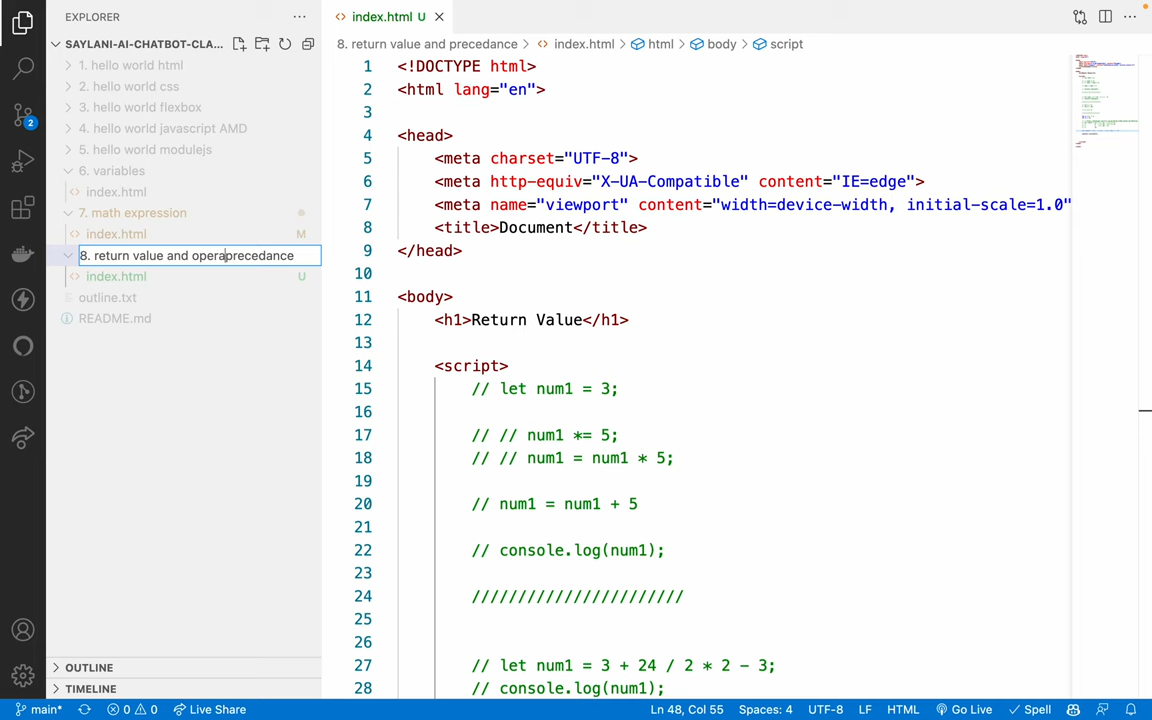 EXPLORER
SAYLANI-AI-CHATBOT-CLA...
1. hello world html
2. hello world css
3. hello world flexbox
4. hello world javascript AMD
5. hello world modulejs
6. variables
index.html
7. math expression
index.html M
8. return value and operaprecedance
index.html U
outline.txt
README.md
OUTLINE
TIMELINE
index.html U
8. return value and precedance > index.html > html > body > script
1 <!DOCTYPE html>
2 <html lang="en">
3
4 <head>
5 <meta charset="UTF-8">
6 <meta http-equiv="X-UA-Compatible" content="IE=edge">
7 <meta name="viewport" content="width=device-width, initial-scale=1.0"
8 <title>Document</title>
9 </head>
10
11 <body>
12 <h1>Return Value</h1>
13
14 <script>
15 // let num1 = 3;
16
17 // // num1 *= 5;
18 // // num1 = num1 * 5;
19
20 // num1 = num1 + 5
21
22 // console.log(num1);
23
24 ///////////////////////
25
26
27 // let num1 = 3 + 24 / 2 * 2 - 3;
28 // console.log(num1);
2
main* 0 0 Live Share Ln 48, Col 55 Spaces: 4 UTF-8 LF HTML Go Live Spell